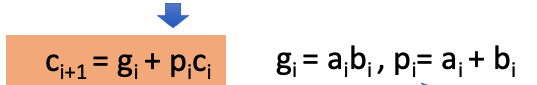 cᵢ₊₁ = gᵢ + pᵢcᵢ gᵢ = aᵢbᵢ , pᵢ= aᵢ + bᵢ